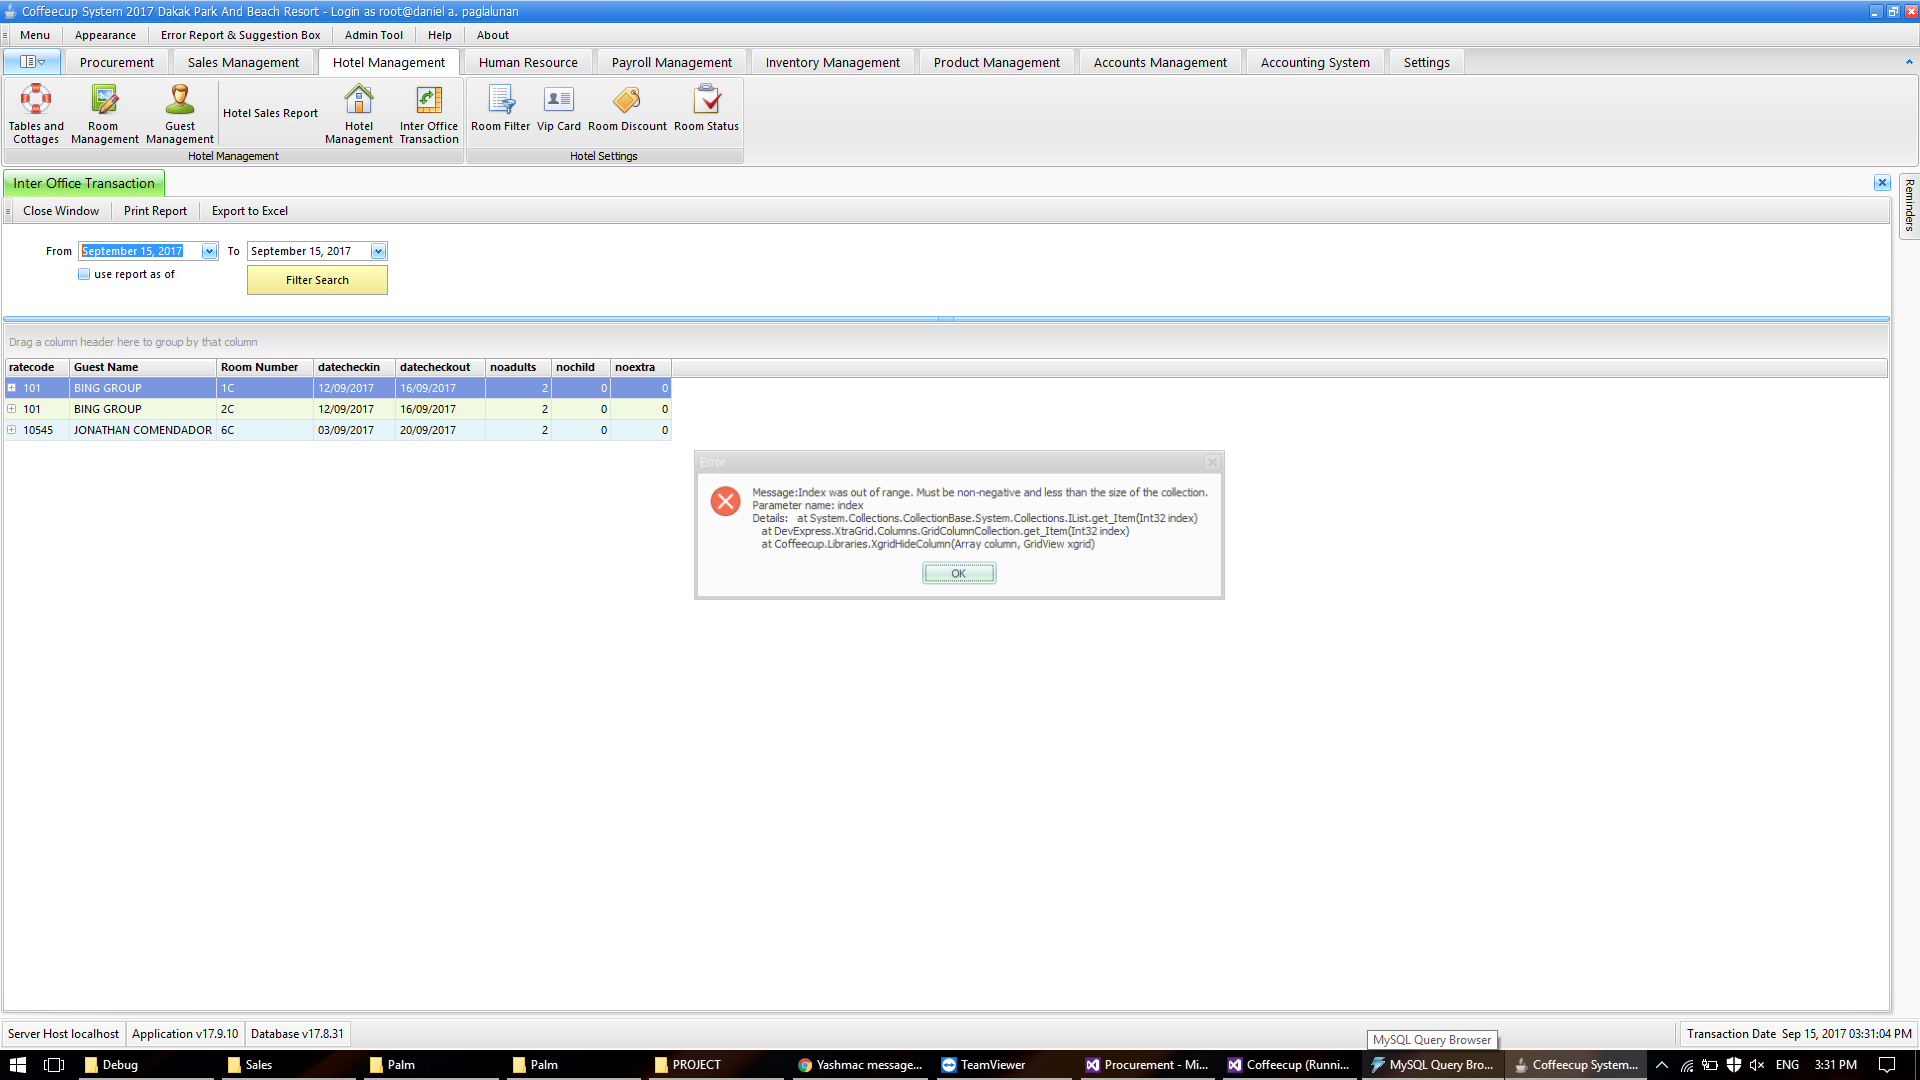 Coffeecup System 2017 Dakak Park And Beach Resort - Login as root@daniel a. paglalunan
Menu Appearance Error Report & Suggestion Box Admin Tool Help About
Procurement Sales Management Hotel Management Human Resource Payroll Management Inventory Management Product Management Accounts Management Accounting System Settings
Tables and Cottages
Room Management
Guest Management
Hotel Sales Report
Hotel Management
Inter Office Transaction
Hotel Management
Room Filter
Vip Card
Room Discount
Room Status
Hotel Settings
Inter Office Transaction
Reminders
Close Window Print Report Export to Excel
From September 15, 2017 To September 15, 2017
use report as of
Filter Search
Drag a column header here to group by that column
ratecode Guest Name Room Number datecheckin datecheckout noadults nochild noextra
101 BING GROUP 1C 12/09/2017 16/09/2017 2 0 0
101 BING GROUP 2C 12/09/2017 16/09/2017 2 0 0
10545 JONATHAN COMENDADOR 6C 03/09/2017 20/09/2017 2 0 0
Error
Message:Index was out of range. Must be non-negative and less than the size of the collection.
Parameter name: index
Details: at System.Collections.CollectionBase.System.Collections.IList.get_Item(Int32 index)
at DevExpress.XtraGrid.Columns.GridColumnCollection.get_Item(Int32 index)
at Coffeecup.Libraries.XgridHideColumn(Array column, GridView xgrid)
OK
Server Host localhost Application v17.9.10 Database v17.8.31
MySQL Query Browser
Transaction Date Sep 15, 2017 03:31:04 PM
Debug Sales Palm Palm PROJECT Yashmac message... TeamViewer Procurement - Mi... Coffeecup (Runni... MySQL Query Bro... Coffeecup System... ENG 3:31 PM